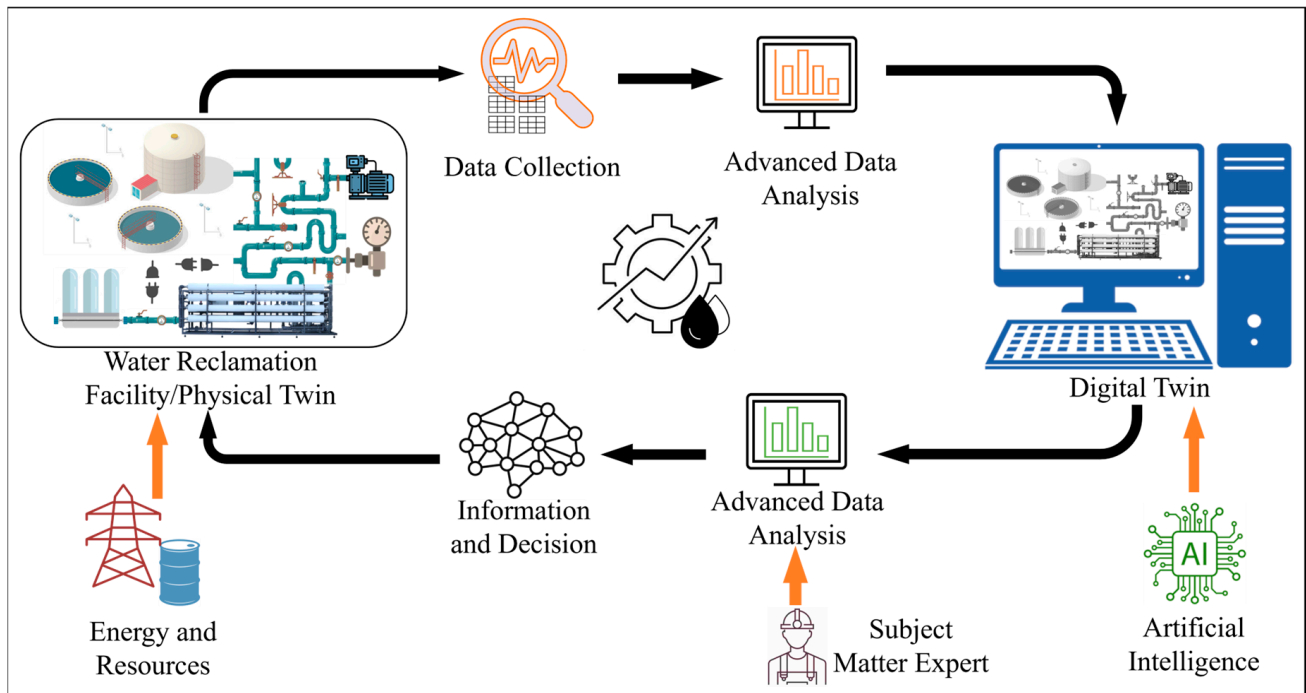 Data Collection
Advanced Data
Analysis
Water Reclamation
Facility/Physical Twin
Digital Twin
Information
and Decision
Advanced Data
Analysis
Energy and
Resources
Subject
Matter Expert
AI
Artificial
Intelligence